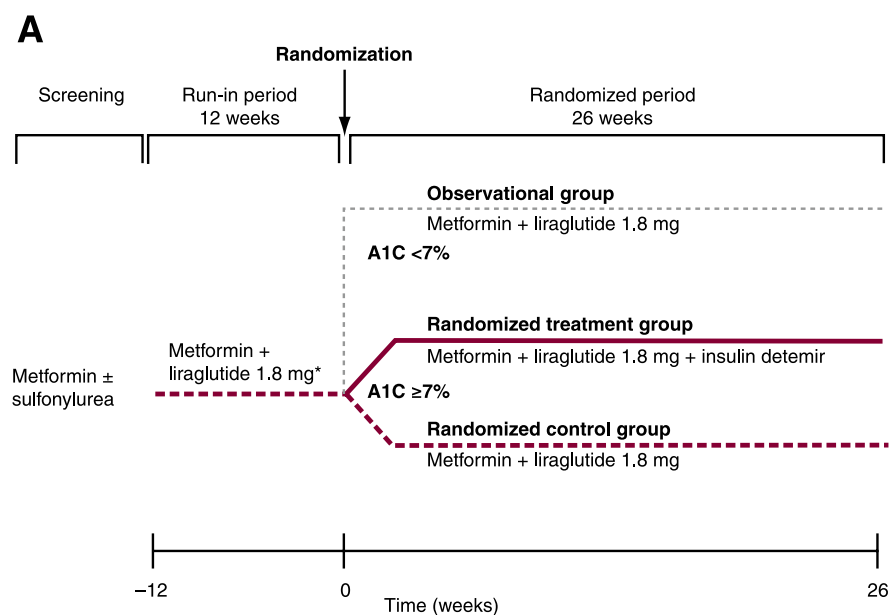 A
Randomization
Screening
Run-in period
12 weeks
Randomized period
26 weeks
Observational group
Metformin + liraglutide 1.8 mg
A1C <7%
Randomized treatment group
Metformin + liraglutide 1.8 mg + insulin detemir
Metformin +
liraglutide 1.8 mg*
Metformin ±
sulfonylurea
A1C ≥7%
Randomized control group
Metformin + liraglutide 1.8 mg
–12
0
26
Time (weeks)